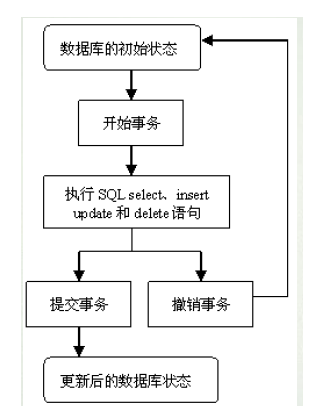 数据库的初始状态
开始事务
执行 SQL select、insert
update 和 delete 语句
提交事务
撤销事务
更新后的数据库状态